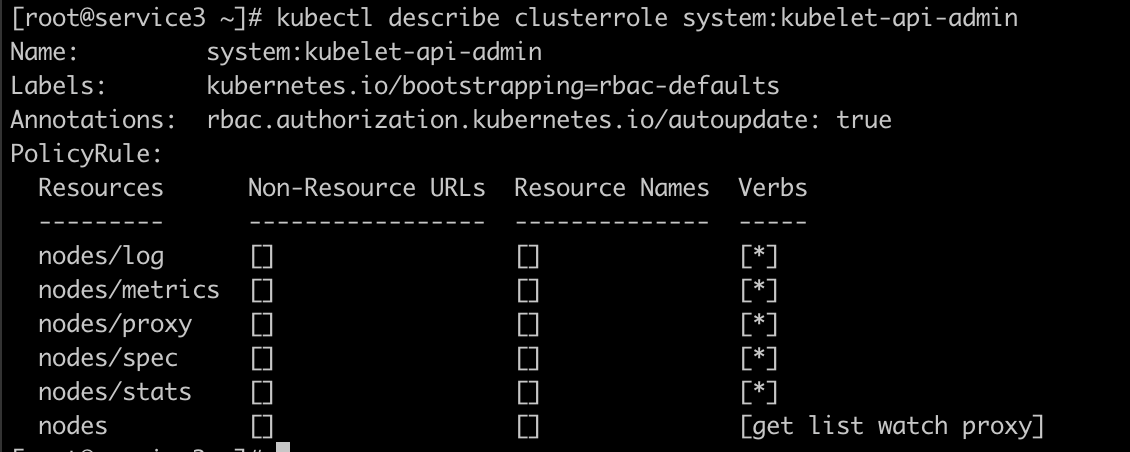 [root@service3 ~]# kubectl describe clusterrole system:kubelet-api-admin
Name:         system:kubelet-api-admin
Labels:       kubernetes.io/bootstrapping=rbac-defaults
Annotations:  rbac.authorization.kubernetes.io/autoupdate: true
PolicyRule:
  Resources      Non-Resource URLs  Resource Names  Verbs
  ---------      -----------------  --------------  -----
  nodes/log      []                 []              [*]
  nodes/metrics  []                 []              [*]
  nodes/proxy    []                 []              [*]
  nodes/spec     []                 []              [*]
  nodes/stats    []                 []              [*]
  nodes          []                 []              [get list watch proxy]
[root@service3 ~]#